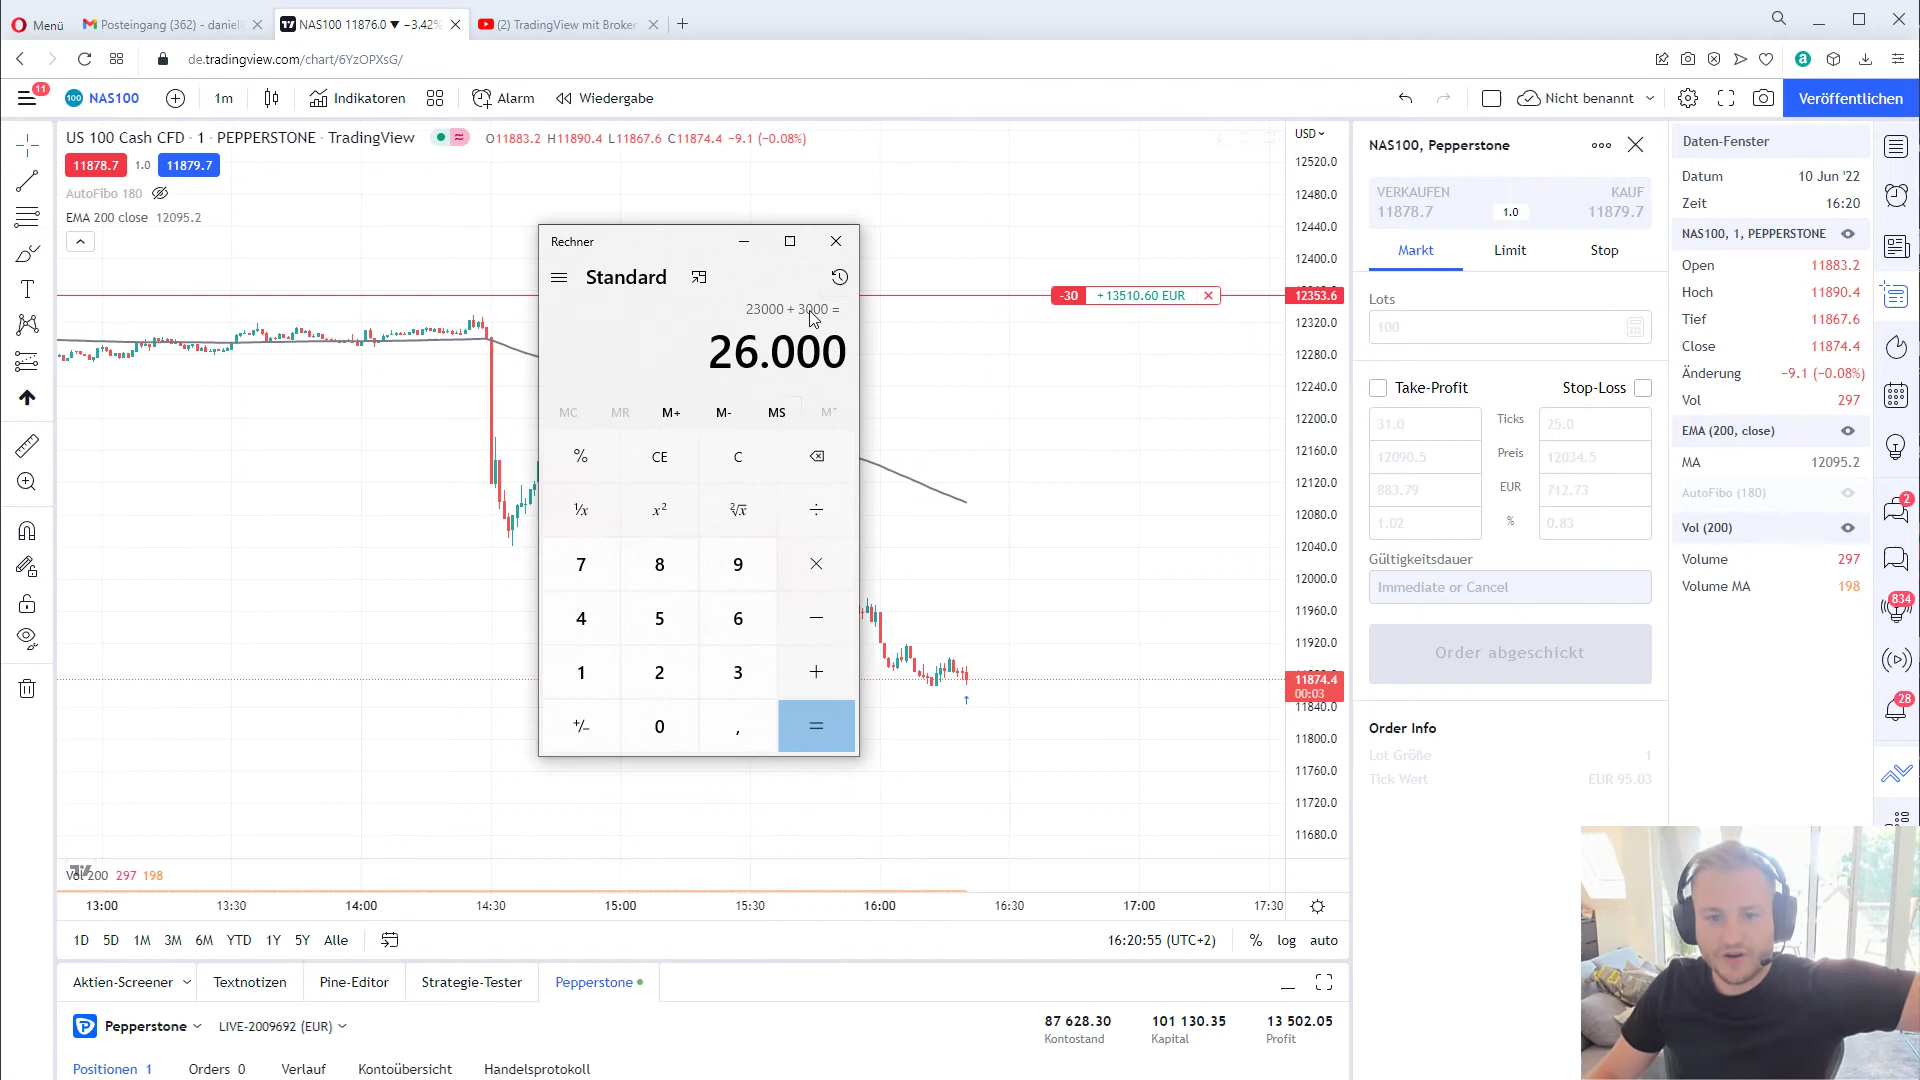 Menü
Posteingang (362) - daniel
NAS100 11876.0 ▼ −3.42%
(2) TradingView mit Broker
de.tradingview.com/chart/6YzOPXsG/
11
100 NAS100
1m
Indikatoren
Alarm
Wiedergabe
Nicht benannt
Veröffentlichen
US 100 Cash CFD · 1 · PEPPERSTONE · TradingView
O11883.2 H11890.4 L11867.6 C11874.4 −9.1 (−0.08%)
11878.7 1.0 11879.7
AutoFibo 180
EMA 200 close 12095.2
USD
12520.0
12480.0
12440.0
12400.0
12353.6
12320.0
12280.0
12240.0
12200.0
12160.0
12120.0
12080.0
12040.0
12000.0
11960.0
11920.0
11874.4
00:03
11840.0
11800.0
11760.0
11720.0
11680.0
-30 +13510.60 EUR
Rechner
Standard
23000 + 3000 =
26.000
MC MR M+ M- MS
% CE C
¹/x x² ²√x ÷
7 8 9 ×
4 5 6 −
1 2 3 +
+/− 0 , =
Vol 200 297 198
13:00 13:30 14:00 14:30 15:00 15:30 16:00 16:30 17:00 17:30
1D 5D 1M 3M 6M YTD 1Y 5Y Alle
16:20:55 (UTC+2) % log auto
Aktien-Screener Textnotizen Pine-Editor Strategie-Tester Pepperstone
Pepperstone LIVE-2009692 (EUR)
87 628.30 101 130.35 13 502.05
Kontostand Kapital Profit
Positionen 1 Orders 0 Verlauf Kontoübersicht Handelsprotokoll
NAS100, Pepperstone
VERKAUFEN KAUF
11878.7 1.0 11879.7
Markt Limit Stop
Lots
100
Take-Profit Stop-Loss
31.0 Ticks 25.0
12090.5 Preis 12034.5
883.79 EUR 712.73
1.02 % 0.83
Gültigkeitsdauer
Immediate or Cancel
Order abgeschickt
Order Info
Lot Größe 1
Tick Wert EUR 95.03
Daten-Fenster
Datum 10 Jun '22
Zeit 16:20
NAS100, 1, PEPPERSTONE
Open 11883.2
Hoch 11890.4
Tief 11867.6
Close 11874.4
Änderung −9.1 (−0.08%)
Vol 297
EMA (200, close)
MA 12095.2
AutoFibo (180)
Vol (200)
Volume 297
Volume MA 198
2
834
28